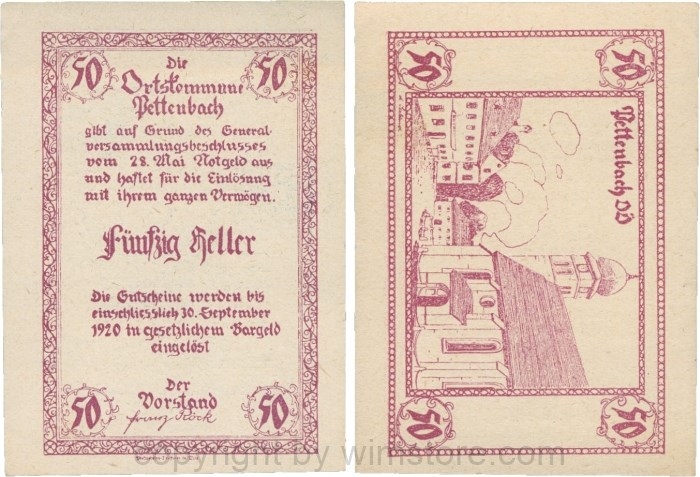 50 Die 50
Ortskommune
Pettenbach
gibt auf Grund des General-
versammlungsbeschlusses
vom 28. Mai Notgeld aus
und haftet für die Einlösung
mit ihrem ganzen Vermögen.
Fünfzig Heller
Die Gutscheine werden bis
einschliesslich 30. September
1920 in gesetzlichem Bargeld
eingelöst
Der
50 Vorstand 50
Franz Köck
50
Pettenbach OÖ
50
50
50
copyright by wimstore.com